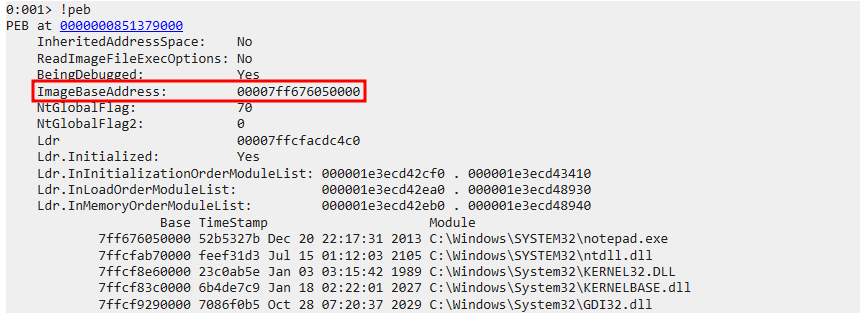 0:001> !peb
PEB at 0000000851379000
InheritedAddressSpace: No
ReadImageFileExecOptions: No
BeingDebugged: Yes
ImageBaseAddress: 00007ff676050000
NtGlobalFlag: 70
NtGlobalFlag2: 0
Ldr 00007ffcfacdc4c0
Ldr.Initialized: Yes
Ldr.InInitializationOrderModuleList: 000001e3ecd42cf0 . 000001e3ecd43410
Ldr.InLoadOrderModuleList: 000001e3ecd42ea0 . 000001e3ecd48930
Ldr.InMemoryOrderModuleList: 000001e3ecd42eb0 . 000001e3ecd48940
Base TimeStamp Module
7ff676050000 52b5327b Dec 20 22:17:31 2013 C:\Windows\SYSTEM32\notepad.exe
7ffcfab70000 feef31d3 Jul 15 01:12:03 2105 C:\Windows\SYSTEM32\ntdll.dll
7ffcf8e60000 23c0ab5e Jan 03 03:15:42 1989 C:\Windows\System32\KERNEL32.DLL
7ffcf83c0000 6b4de7c9 Jan 18 02:22:01 2027 C:\Windows\System32\KERNELBASE.dll
7ffcf9290000 7086f0b5 Oct 28 07:20:37 2029 C:\Windows\System32\GDI32.dll